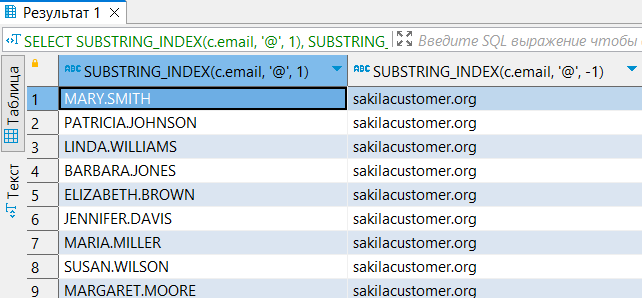 Результат 1 ×
SELECT SUBSTRING_INDEX(c.email, '@', 1), SUBSTRING_ Введите SQL выражение чтобы
Таблица
Текст
ABC SUBSTRING_INDEX(c.email, '@', 1) ABC SUBSTRING_INDEX(c.email, '@', -1)
1 MARY.SMITH sakilacustomer.org
2 PATRICIA.JOHNSON sakilacustomer.org
3 LINDA.WILLIAMS sakilacustomer.org
4 BARBARA.JONES sakilacustomer.org
5 ELIZABETH.BROWN sakilacustomer.org
6 JENNIFER.DAVIS sakilacustomer.org
7 MARIA.MILLER sakilacustomer.org
8 SUSAN.WILSON sakilacustomer.org
9 MARGARET.MOORE sakilacustomer.org